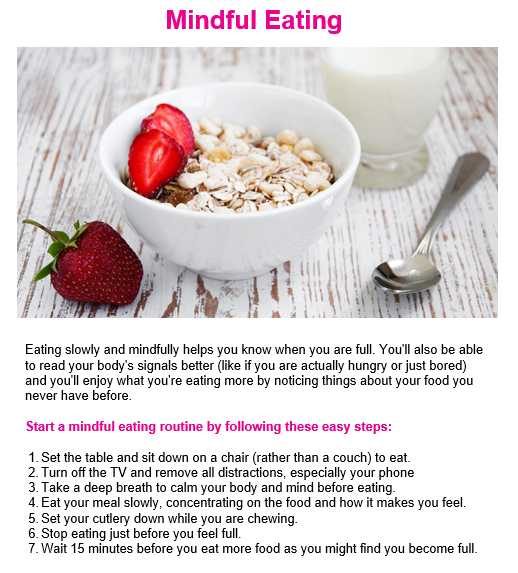 Mindful Eating
Eating slowly and mindfully helps you know when you are full. You'll also be able
to read your body's signals better (like if you are actually hungry or just bored)
and you'll enjoy what you're eating more by noticing things about your food you
never have before.
Start a mindful eating routine by following these easy steps:
1. Set the table and sit down on a chair (rather than a couch) to eat.
2. Turn off the TV and remove all distractions, especially your phone
3. Take a deep breath to calm your body and mind before eating.
4. Eat your meal slowly, concentrating on the food and how it makes you feel.
5. Set your cutlery down while you are chewing.
6. Stop eating just before you feel full.
7. Wait 15 minutes before you eat more food as you might find you become full.